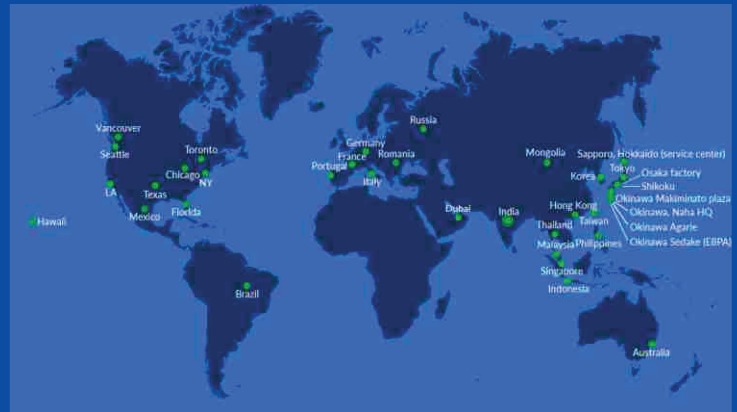 Vancouver
Seattle
Toronto
Chicago
NY
LA
Texas
Florida
Mexico
Hawaii
Brazil
Russia
Germany
France
Romania
Portugal
Italy
Dubai
India
Mongolia
Sapporo, Hokkaido (service center)
Tokyo
Osaka factory
Korea
Shikoku
Okinawa Makiminato plaza
Hong Kong
Okinawa, Naha HQ
Taiwan
Okinawa Agarie
Thailand
Okinawa Sedake (EBPA)
Malaysia
Philippines
Singapore
Indonesia
Australia